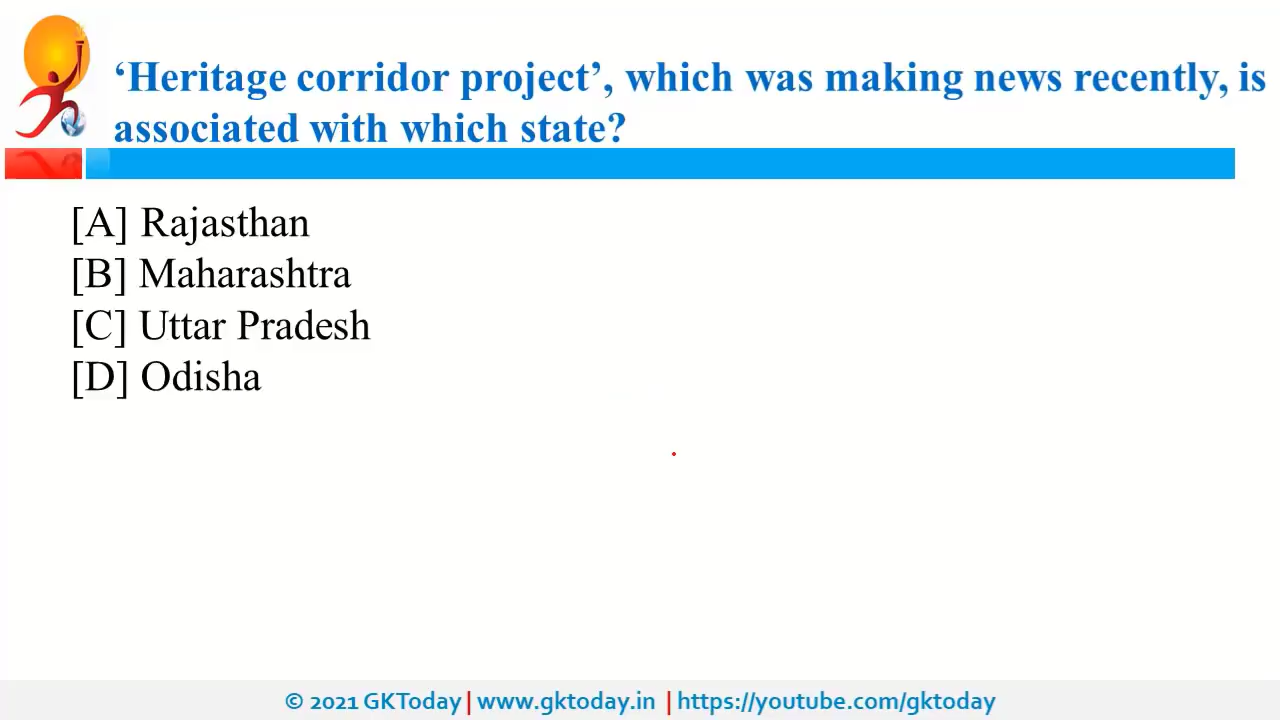 ‘Heritage corridor project’, which was making news recently, is
associated with which state?
[A] Rajasthan
[B] Maharashtra
[C] Uttar Pradesh
[D] Odisha
© 2021 GKToday | www.gktoday.in | https://youtube.com/gktoday